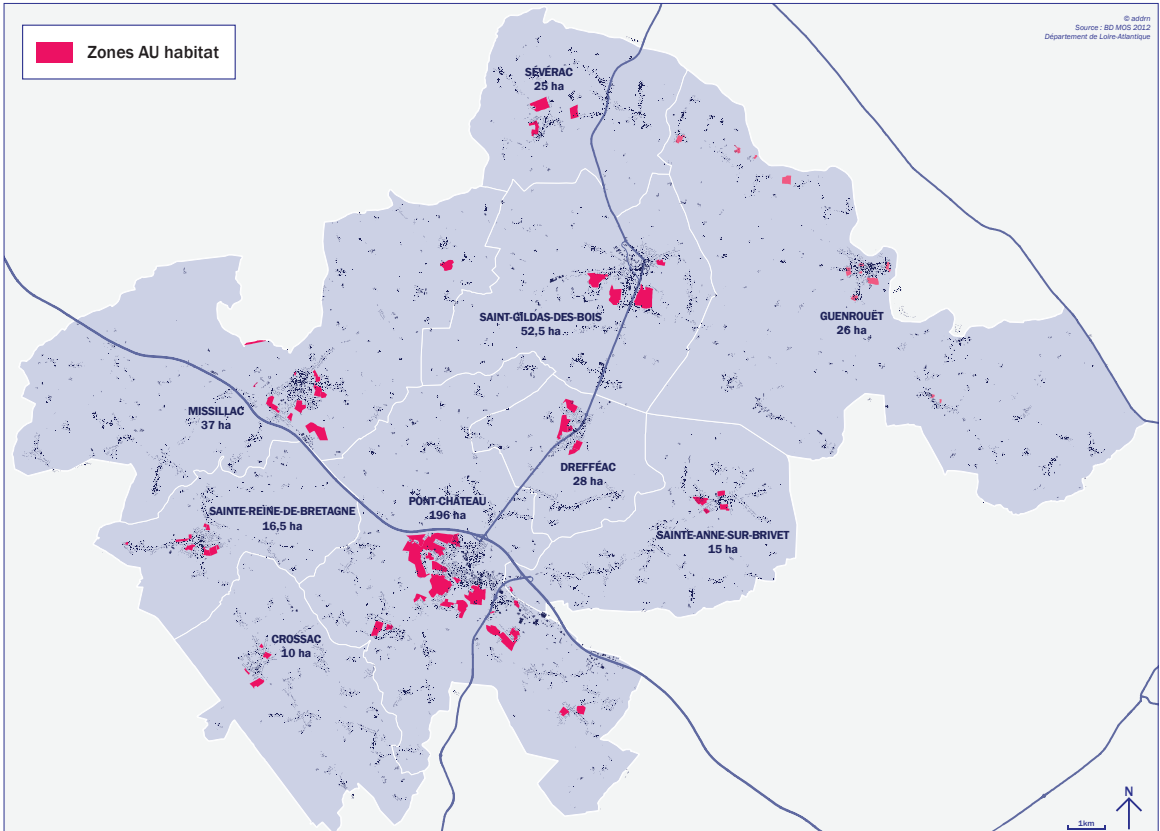 Zones AU habitat
© addrn
Source : BD MOS 2012
Département de Loire-Atlantique
SÉVÉRAC
25 ha
SAINT-GILDAS-DES-BOIS
52,5 ha
GUENROUËT
26 ha
MISSILLAC
37 ha
DREFFÉAC
28 ha
PONT-CHÂTEAU
196 ha
SAINTE-REINE-DE-BRETAGNE
16,5 ha
SAINTE-ANNE-SUR-BRIVET
15 ha
CROSSAC
10 ha
N
1km